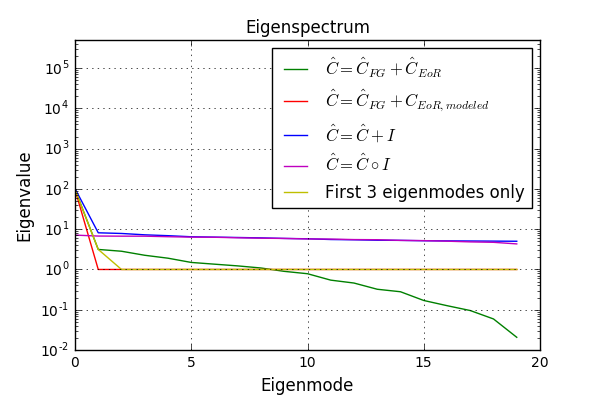 Eigenspectrum
Eigenvalue
10^5
10^4
10^3
10^2
10^1
10^0
10^-1
10^-2
Ĉ = Ĉ_FG + Ĉ_EoR
Ĉ = Ĉ_FG + C_EoR, modeled
Ĉ = Ĉ + I
Ĉ = Ĉ ∘ I
First 3 eigenmodes only
0 5 10 15 20
Eigenmode